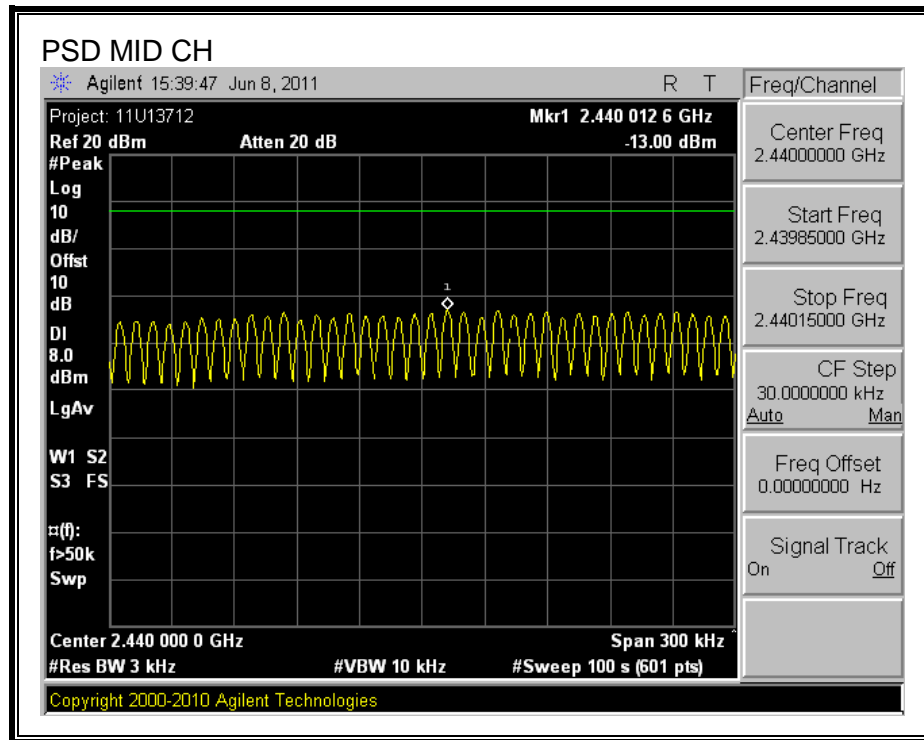 PSD MID CH
Agilent 15:39:47 Jun 8, 2011 R T
Project: 11U13712 Mkr1 2.440 012 6 GHz
Ref 20 dBm Atten 20 dB -13.00 dBm
#Peak
Log
10
dB/
Offst
10
dB
DI
8.0
dBm
LgAv
W1 S2
S3 FS
¤(f):
f>50k
Swp
1
Center 2.440 000 0 GHz Span 300 kHz ^
#Res BW 3 kHz #VBW 10 kHz #Sweep 100 s (601 pts)
Copyright 2000-2010 Agilent Technologies
Freq/Channel
Center Freq
2.44000000 GHz
Start Freq
2.43985000 GHz
Stop Freq
2.44015000 GHz
CF Step
30.0000000 kHz
Auto Man
Freq Offset
0.00000000 Hz
Signal Track
On Off